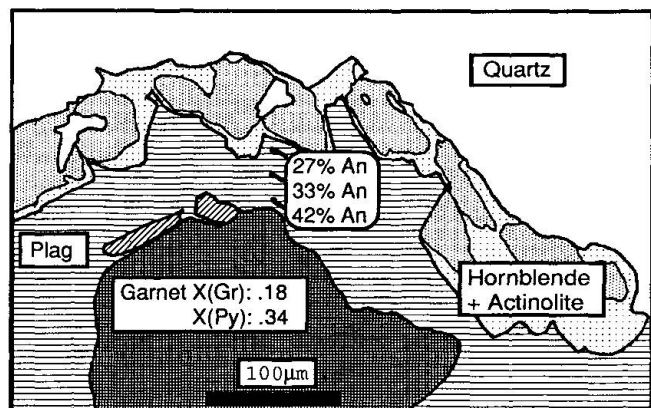 Quartz
27% An
33% An
42% An
Plag
Garnet X(Gr): .18
X(Py): .34
Hornblende
+ Actinolite
100µm